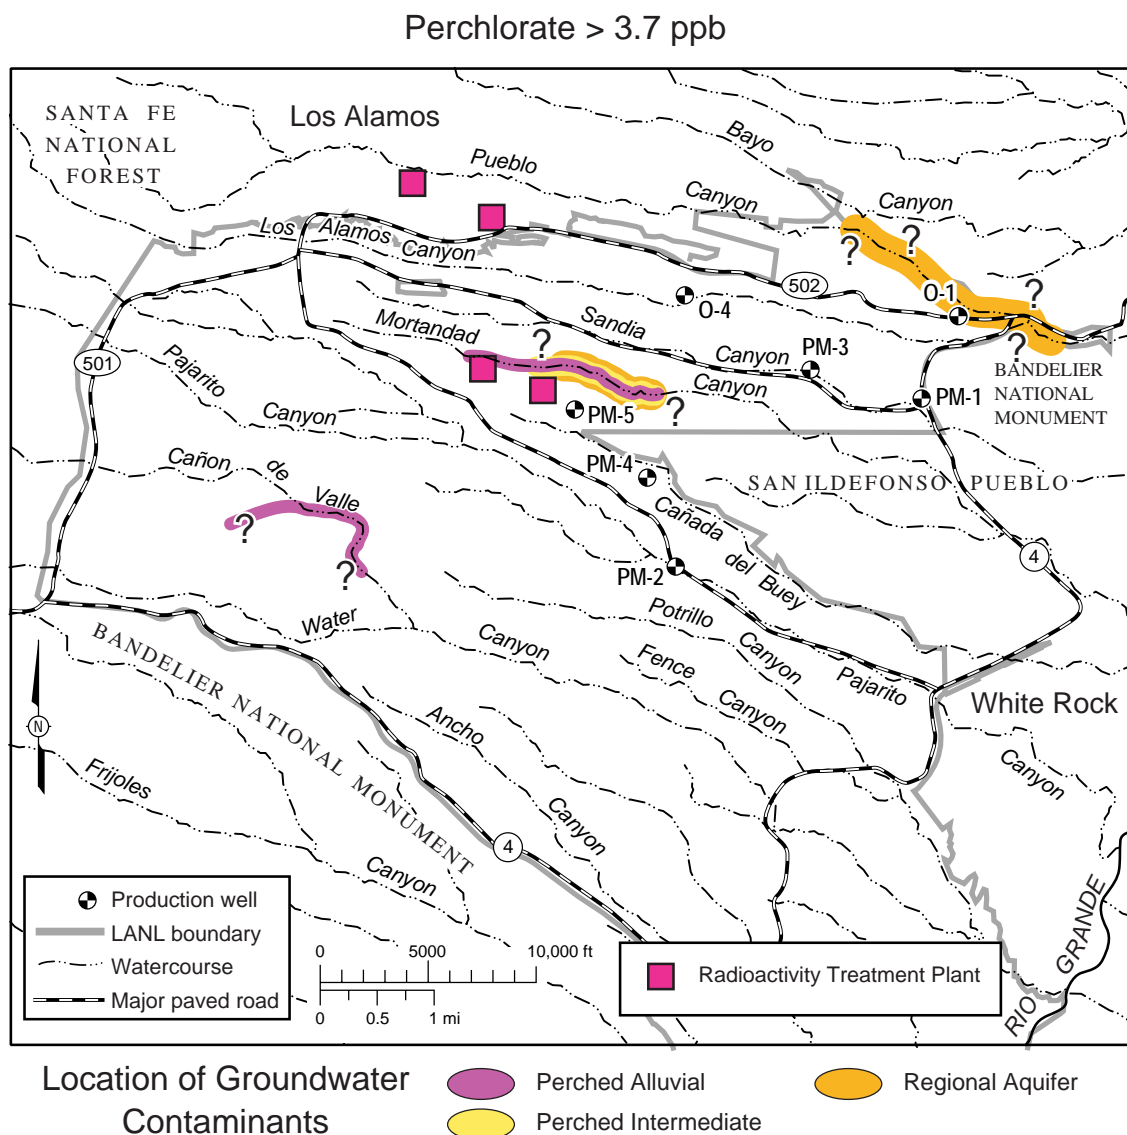 Perchlorate > 3.7 ppb
SANTA FE
NATIONAL
FOREST
Los Alamos
Bayo
Pueblo
Canyon
Canyon
Los Alamos
Canyon
?
?
502
O-1
?
O-4
Sandia
Mortandad
?
?
501
Pajarito
Canyon
PM-3
BANDELIER
NATIONAL
MONUMENT
Canyon
PM-1
Canyon
PM-5
?
Cañon
de
Valle
PM-4
SAN ILDEFONSO PUEBLO
Cañada
del
Buey
?
?
4
PM-2
Water
Canyon
Potrillo
Canyon
Fence
Canyon
Pajarito
White Rock
BANDELIER NATIONAL MONUMENT
N
Ancho
Canyon
Canyon
Frijoles
Canyon
4
RIO GRANDE
Production well
LANL boundary
Watercourse
Major paved road
0 5000 10,000 ft
0 0.5 1 mi
Radioactivity Treatment Plant
Location of Groundwater
Contaminants
Perched Alluvial
Perched Intermediate
Regional Aquifer